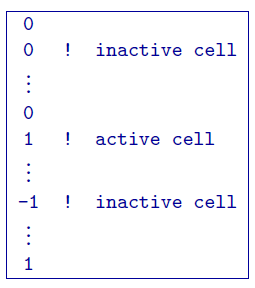 0
0 ! inactive cell
⋮
0
1 ! active cell
⋮
-1 ! inactive cell
⋮
1